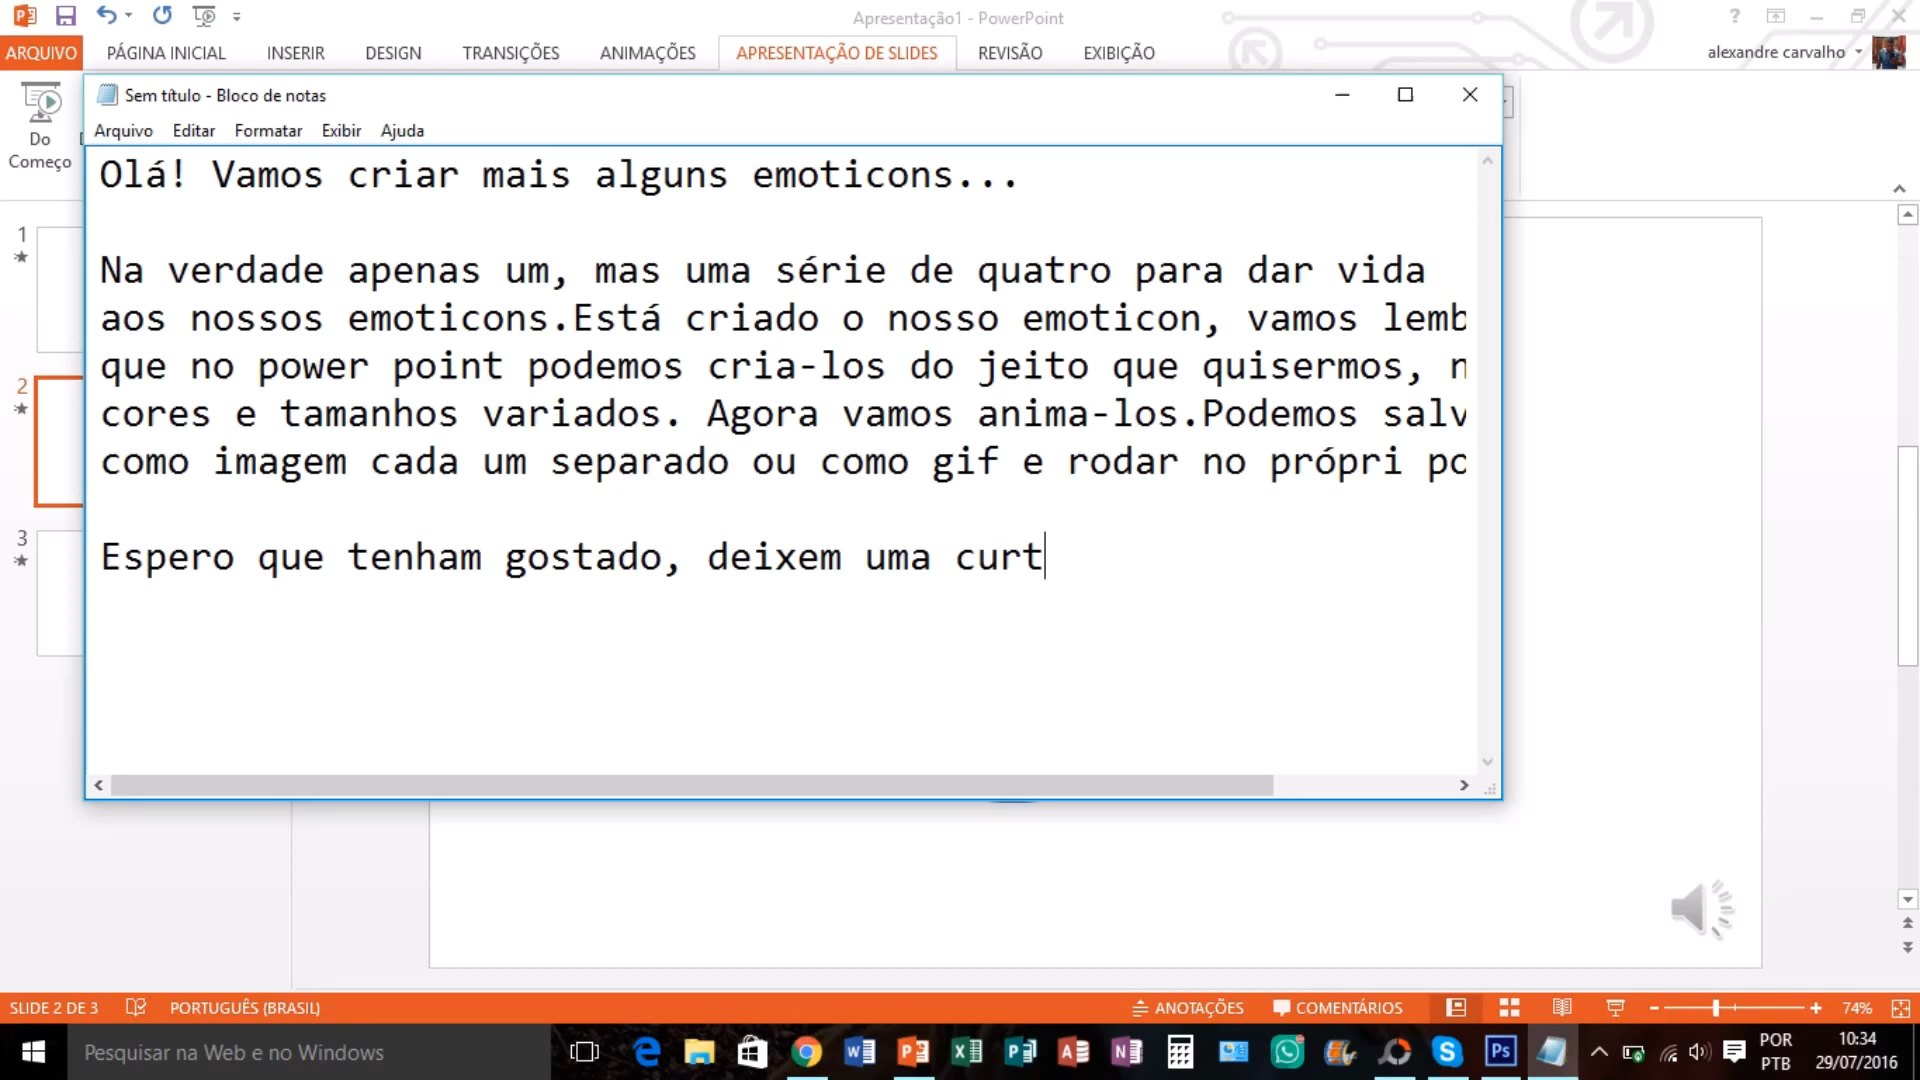 Apresentação1 - PowerPoint
?
ARQUIVO PÁGINA INICIAL INSERIR DESIGN TRANSIÇÕES ANIMAÇÕES APRESENTAÇÃO DE SLIDES REVISÃO EXIBIÇÃO alexandre carvalho
Do
Começo
Sem título - Bloco de notas
Arquivo Editar Formatar Exibir Ajuda
Olá! Vamos criar mais alguns emoticons...
Na verdade apenas um, mas uma série de quatro para dar vida
aos nossos emoticons.Está criado o nosso emoticon, vamos lemb
que no power point podemos cria-los do jeito que quisermos, n
cores e tamanhos variados. Agora vamos anima-los.Podemos salv
como imagem cada um separado ou como gif e rodar no própri po
Espero que tenham gostado, deixem uma curt
1
2
3
SLIDE 2 DE 3 PORTUGUÊS (BRASIL) ANOTAÇÕES COMENTÁRIOS 74%
Pesquisar na Web e no Windows
Ps
POR
PTB
10:34
29/07/2016